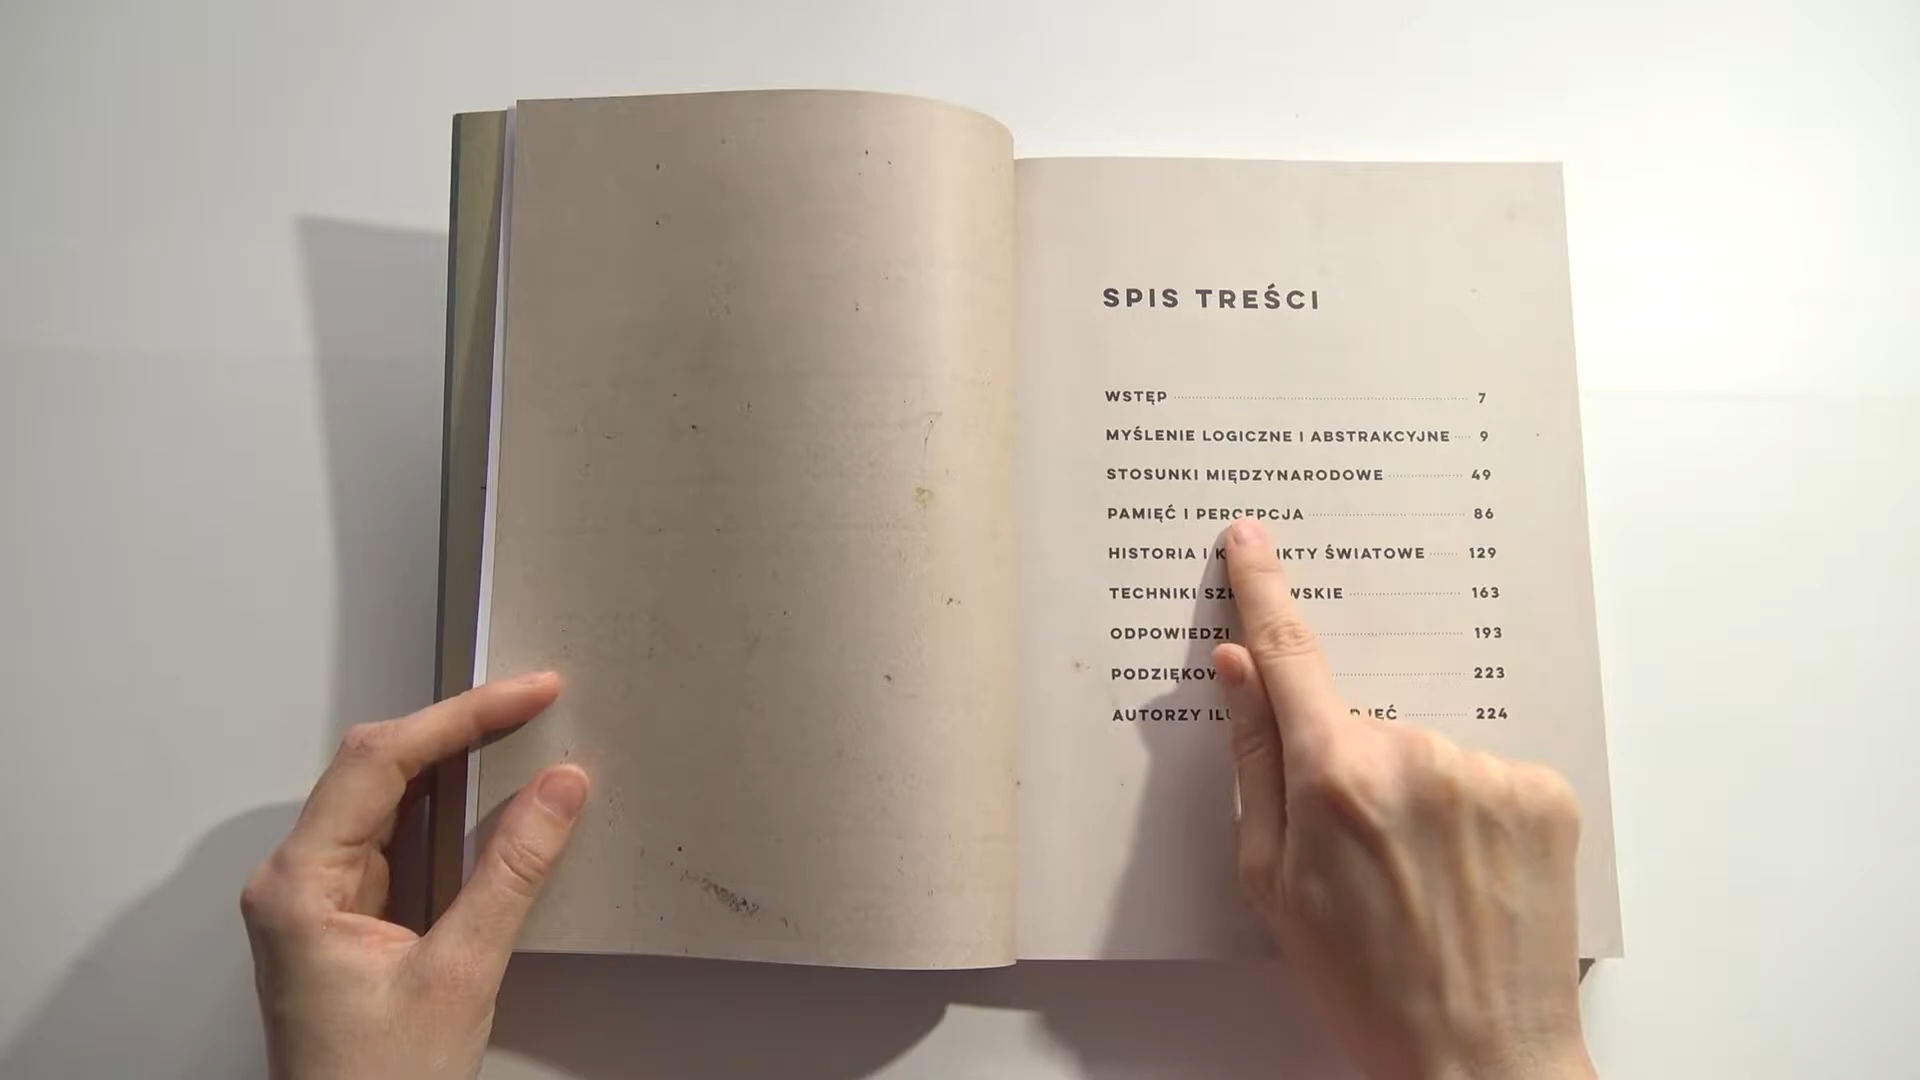 SPIS TREŚCI
WSTĘP 7
MYŚLENIE LOGICZNE I ABSTRAKCYJNE 9
STOSUNKI MIĘDZYNARODOWE 49
PAMIĘĆ I PERCEPCJA 86
HISTORIA I ŚWIATOWE 129
TECHNIKI 163
ODPOWIEDZI 193
223
AUTORZY 224